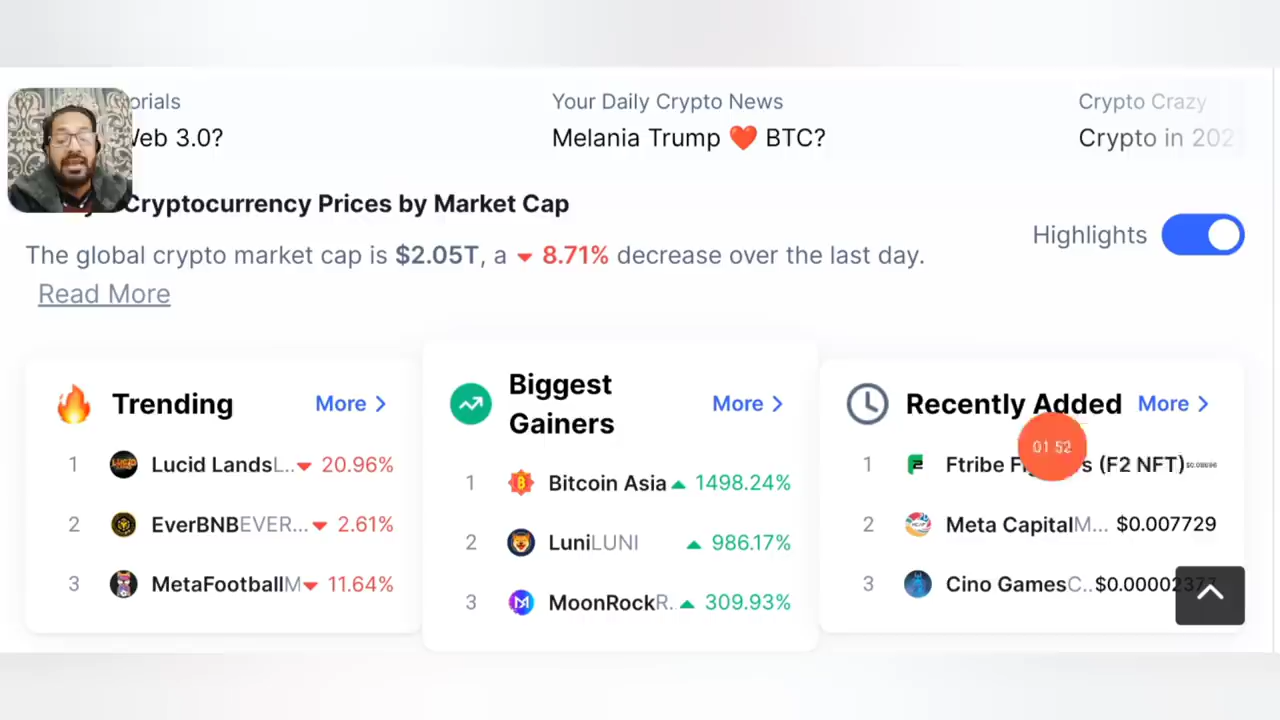 orials
Web 3.0?
Your Daily Crypto News
Melania Trump ❤️ BTC?
Crypto Crazy
Crypto in 202
Cryptocurrency Prices by Market Cap
The global crypto market cap is $2.05T, a ▼ 8.71% decrease over the last day.
Read More
Highlights
Trending
More >
1 Lucid LandsL... ▼ 20.96%
2 EverBNBEVER... ▼ 2.61%
3 MetaFootballM ▼ 11.64%
Biggest
Gainers
More >
1 Bitcoin Asia ▲ 1498.24%
2 LuniLUNI ▲ 986.17%
3 MoonRockR.. ▲ 309.93%
Recently Added
More >
01 52
1 Ftribe (F2 NFT)
2 Meta CapitalM... $0.007729
3 Cino GamesC.. $0.00002377